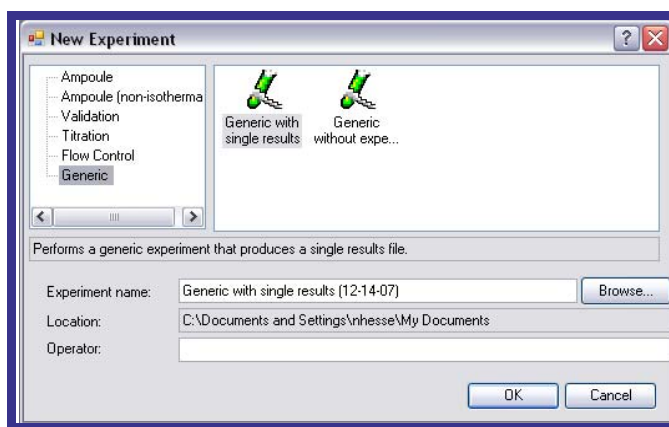 New Experiment
Ampoule
Ampoule (non-isotherma
Validation
Titration
Flow Control
Generic
Generic with
single results
Generic
without expe...
Performs a generic experiment that produces a single results file.
Experiment name:
Generic with single results (12-14-07)
Browse...
Location:
C:\Documents and Settings\nhesse\My Documents
Operator:
OK
Cancel